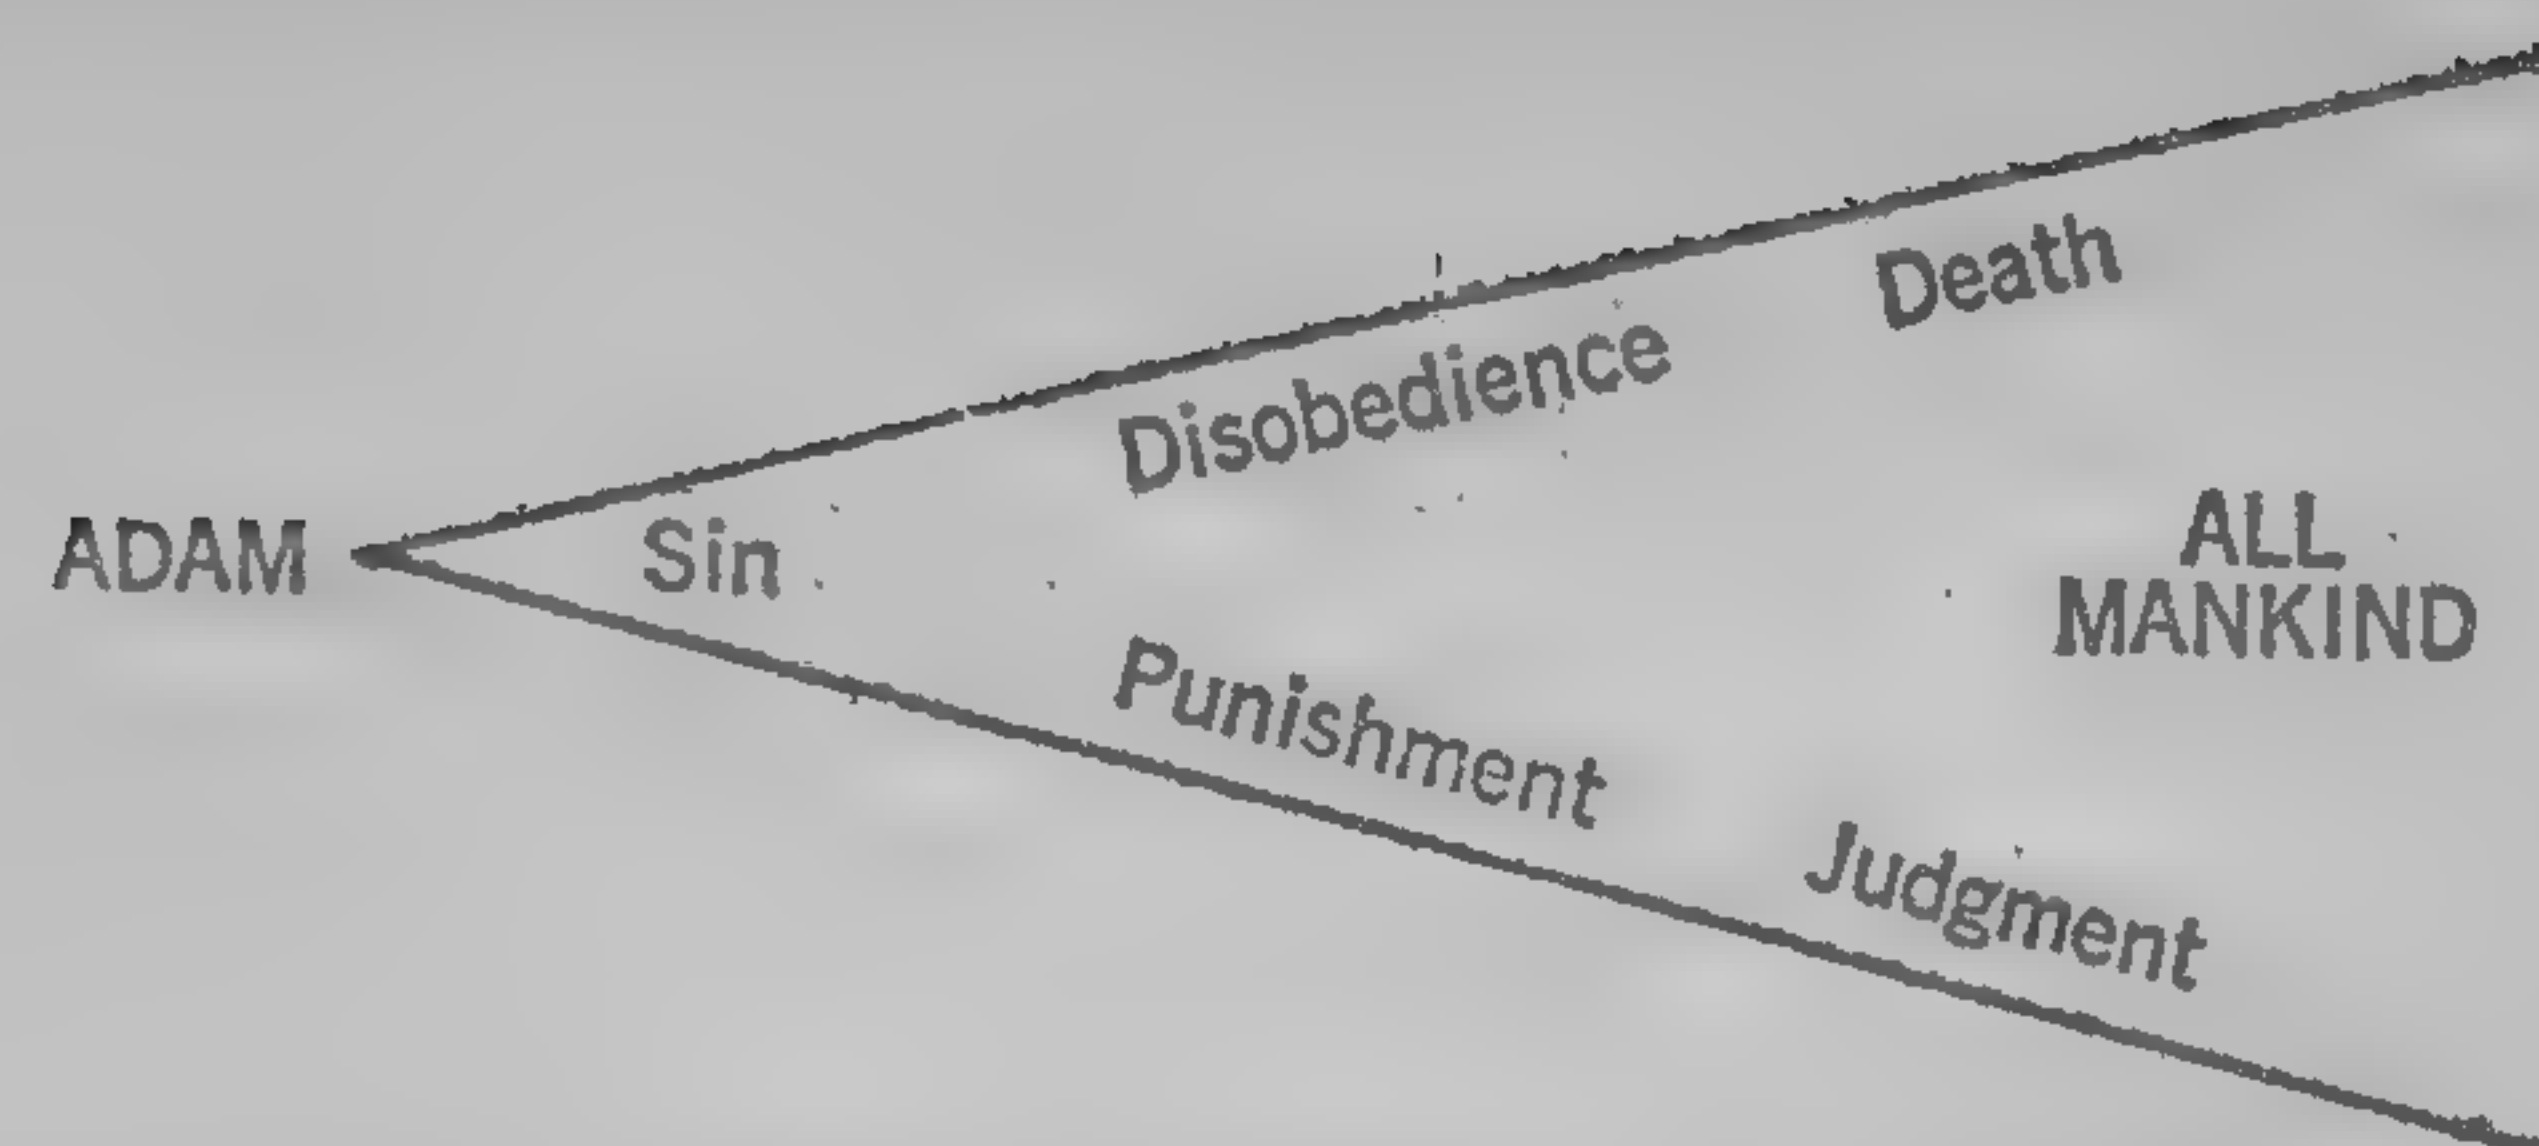 ADAM
Sin
Disobedience
Death
Punishment
Judgment
ALL
MANKIND